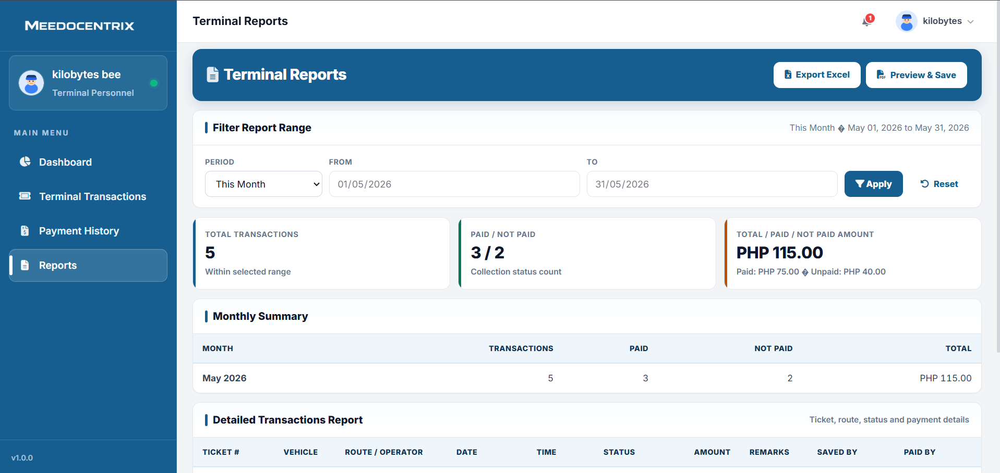 MEEDOCENTRIX
Terminal Reports
1
kilobytes
kilobytes bee
Terminal Personnel
MAIN MENU
Dashboard
Terminal Transactions
Payment History
Reports
v1.0.0
Terminal Reports
Export Excel
Preview & Save
Filter Report Range
This Month � May 01, 2026 to May 31, 2026
PERIOD
FROM
TO
This Month
01/05/2026
31/05/2026
Apply
Reset
TOTAL TRANSACTIONS
5
Within selected range
PAID / NOT PAID
3 / 2
Collection status count
TOTAL / PAID / NOT PAID AMOUNT
PHP 115.00
Paid: PHP 75.00 � Unpaid: PHP 40.00
Monthly Summary
MONTH TRANSACTIONS PAID NOT PAID TOTAL
May 2026 5 3 2 PHP 115.00
Detailed Transactions Report
Ticket, route, status and payment details
TICKET # VEHICLE ROUTE / OPERATOR DATE TIME STATUS AMOUNT REMARKS SAVED BY PAID BY